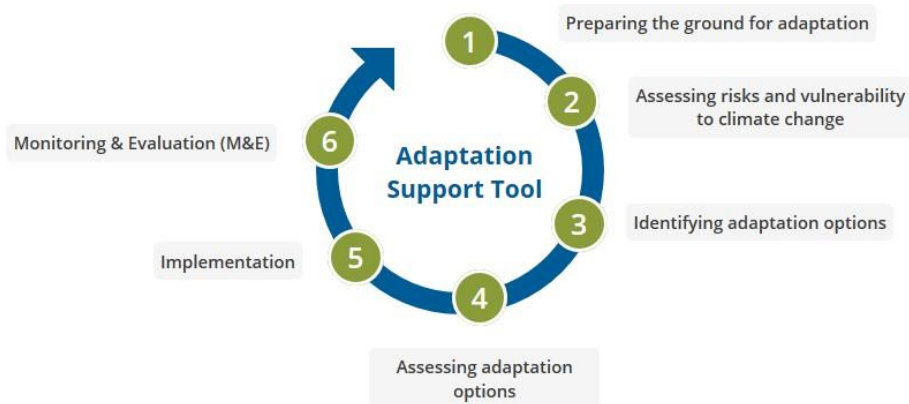 1
Preparing the ground for adaptation
2
Assessing risks and vulnerability
to climate change
3
Identifying adaptation options
4
Assessing adaptation
options
5
Implementation
6
Monitoring & Evaluation (M&E)
Adaptation
Support Tool